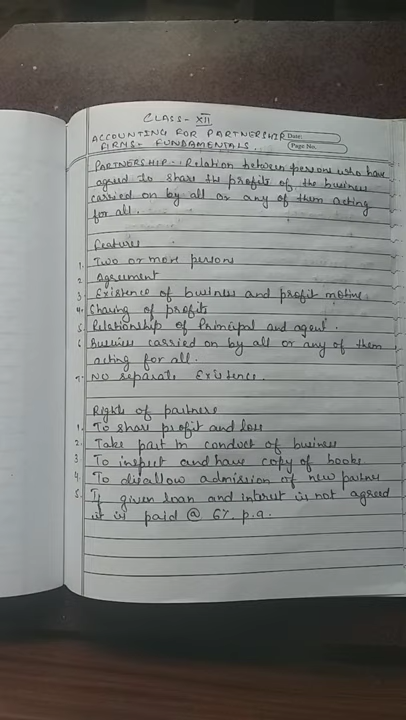 CLASS- XII
ACCOUNTING FOR PARTNERSHIP Date:
FIRMS- FUNDAMENTALS. Page No.
PARTNERSHIP:- Relation between persons who have
agreed to share the profits of the business
carried on by all or any of them acting
for all.
Features
1. Two or more persons
2. Agreement
3. Existence of business and profit motive.
4. Sharing of profits
5. Relationship of Principal and agent.
6. Business carried on by all or any of them
acting for all.
7. No separate Existence.
Rights of partners
1. To share profit and loss
2. Take part in conduct of business
3. To inspect and have copy of books
4. To disallow admission of new partner
5. If given loan and interest is not agreed
it is paid @ 6% p.a.